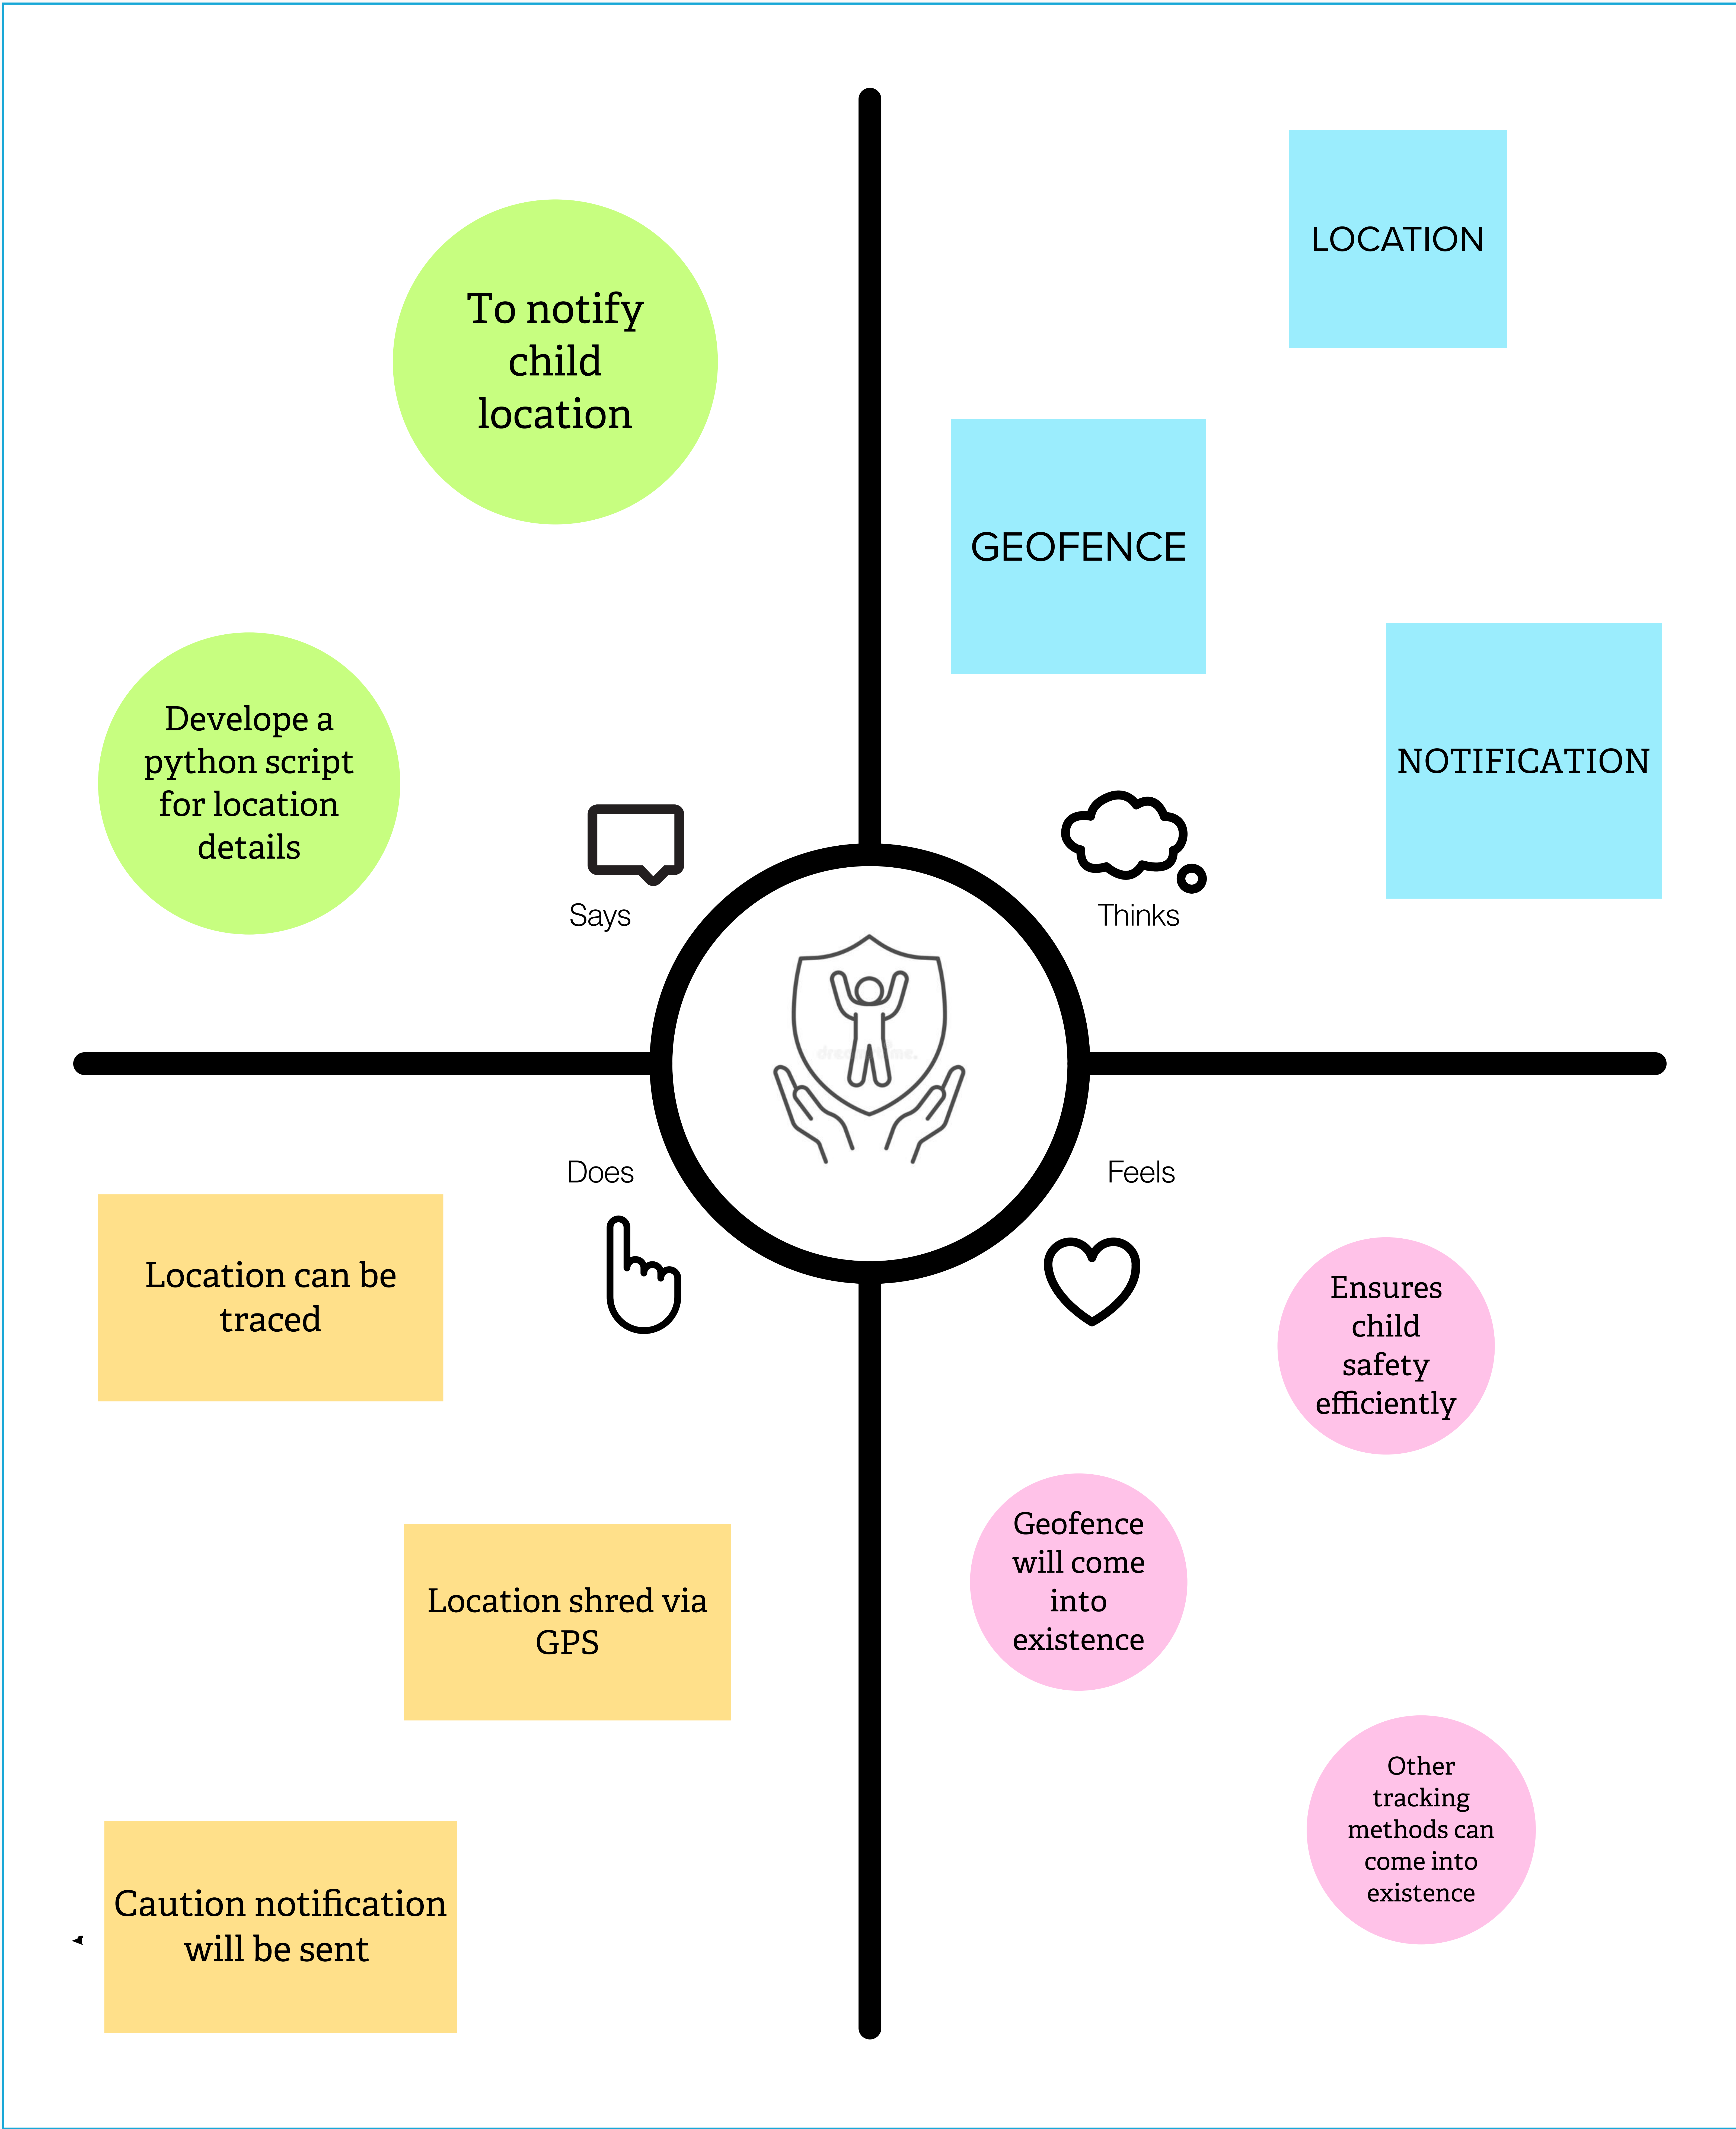 To notify
child
location
Develope a
python script
for location
details
Says
LOCATION
GEOFENCE
NOTIFICATION
Thinks
Does
Location can be
traced
Location shred via
GPS
Caution notification
will be sent
Feels
Ensures
child
safety
efficiently
Geofence
will come
into
existence
Other
tracking
methods can
come into
existence